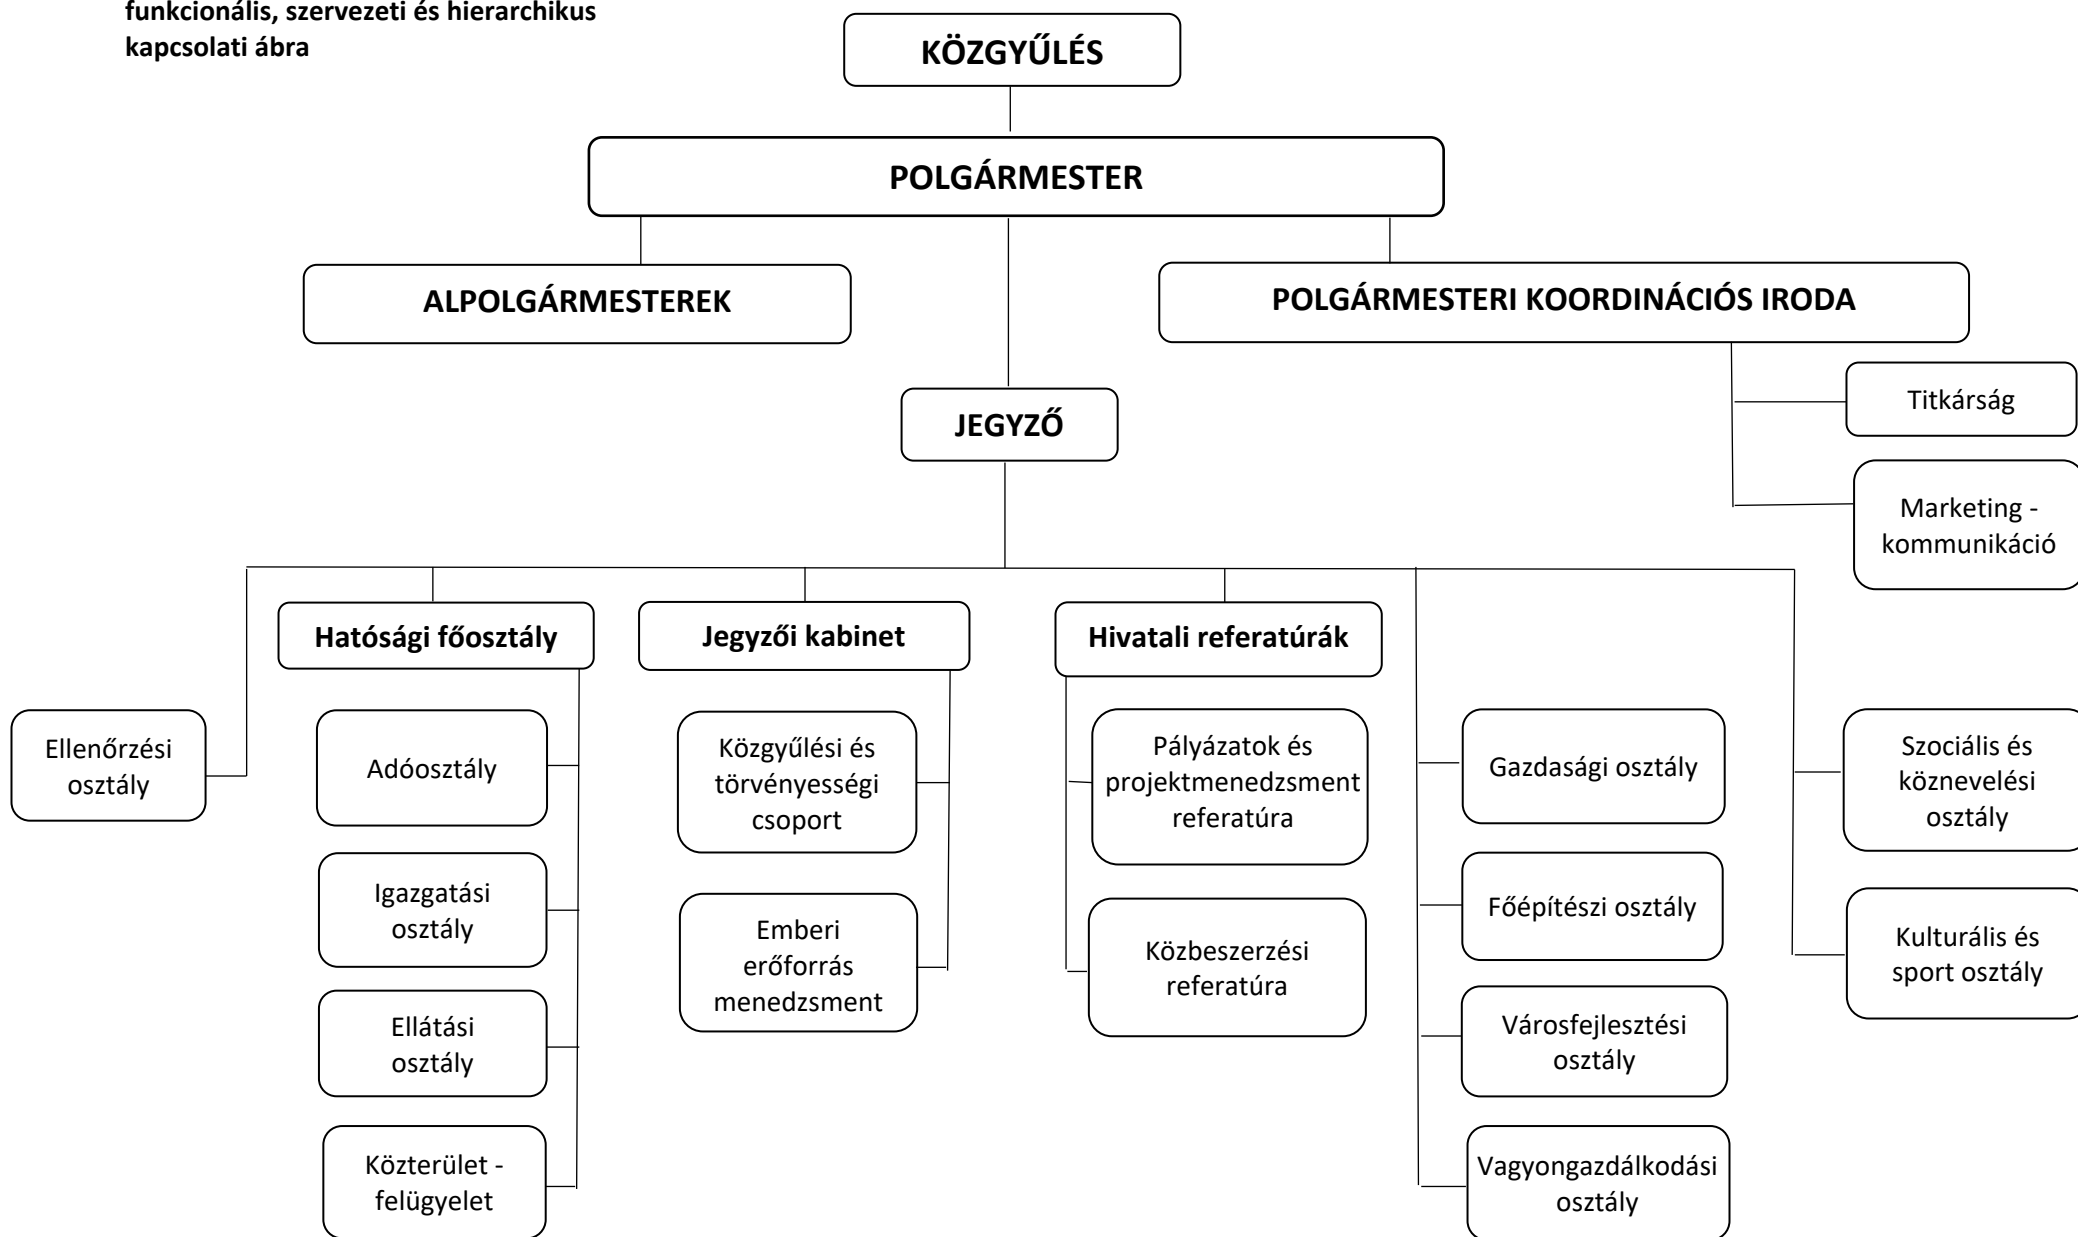 funkcionális, szervezeti és hierarchikus
kapcsolati ábra
KÖZGYŰLÉS
POLGÁRMESTER
ALPOLGÁRMESTEREK
POLGÁRMESTERI KOORDINÁCIÓS IRODA
Titkárság
JEGYZŐ
Marketing -
kommunikáció
Hatósági főosztály
Jegyzői kabinet
Hivatali referatúrák
Ellenőrzési
osztály
Adóosztály
Igazgatási
osztály
Ellátási
osztály
Közterület -
felügyelet
Közgyűlési és
törvényességi
csoport
Emberi
erőforrás
menedzsment
Pályázatok és
projektmenedzsment
referatúra
Közbeszerzési
referatúra
Gazdasági osztály
Főépítészi osztály
Városfejlesztési
osztály
Vagyongazdálkodási
osztály
Szociális és
köznevelési
osztály
Kulturális és
sport osztály